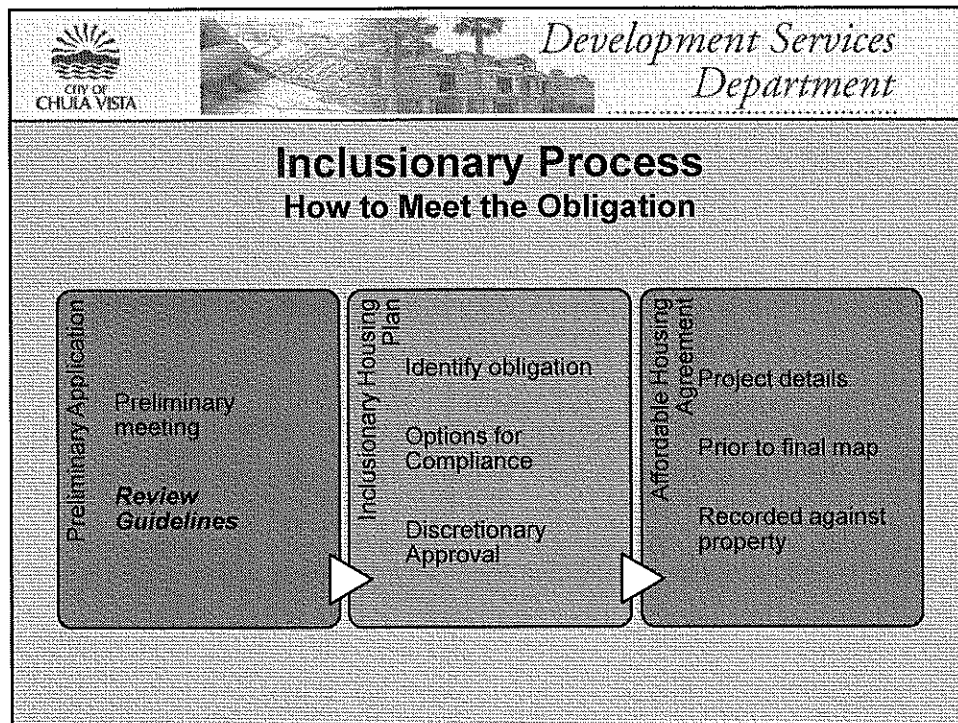 CITY OF
CHULA VISTA
Development Services
Department
Inclusionary Process
How to Meet the Obligation
Preliminary Application
Preliminary
meeting
Review
Guidelines
Inclusionary Housing
Plan
Identify obligation
Options for
Compliance
Discretionary
Approval
Affordable Housing
Agreement
Project details
Prior to final map
Recorded against
property